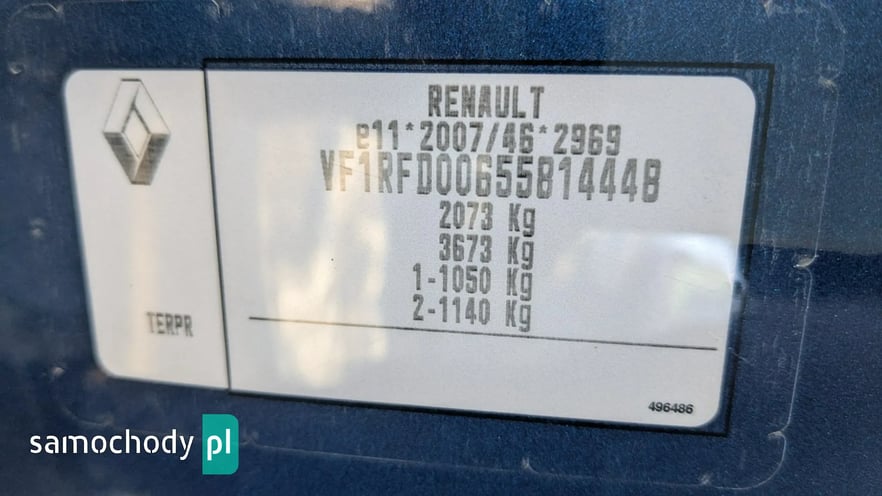 RENAULT
e11*2007/46*2969
VF1RFD00655814448
2073 Kg
3673 Kg
1-1050 Kg
2-1140 Kg
TERPR
496486
samochody pl